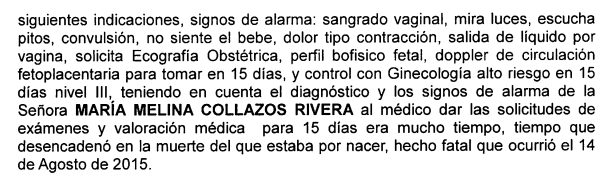 siguientes indicaciones, signos de alarma: sangrado vaginal, mira luces, escucha
pitos, convulsión, no siente el bebe, dolor tipo contracción, salida de líquido por
vagina, solicita Ecografía Obstétrica, perfil bofisico fetal, doppler de circulación
fetoplacentaria para tomar en 15 días, y control con Ginecología alto riesgo en 15
días nivel III, teniendo en cuenta el diagnóstico y los signos de alarma de la
Señora MARÍA MELINA COLLAZOS RIVERA al médico dar las solicitudes de
exámenes y valoración médica para 15 días era mucho tiempo, tiempo que
desencadenó en la muerte del que estaba por nacer, hecho fatal que ocurrió el 14
de Agosto de 2015.